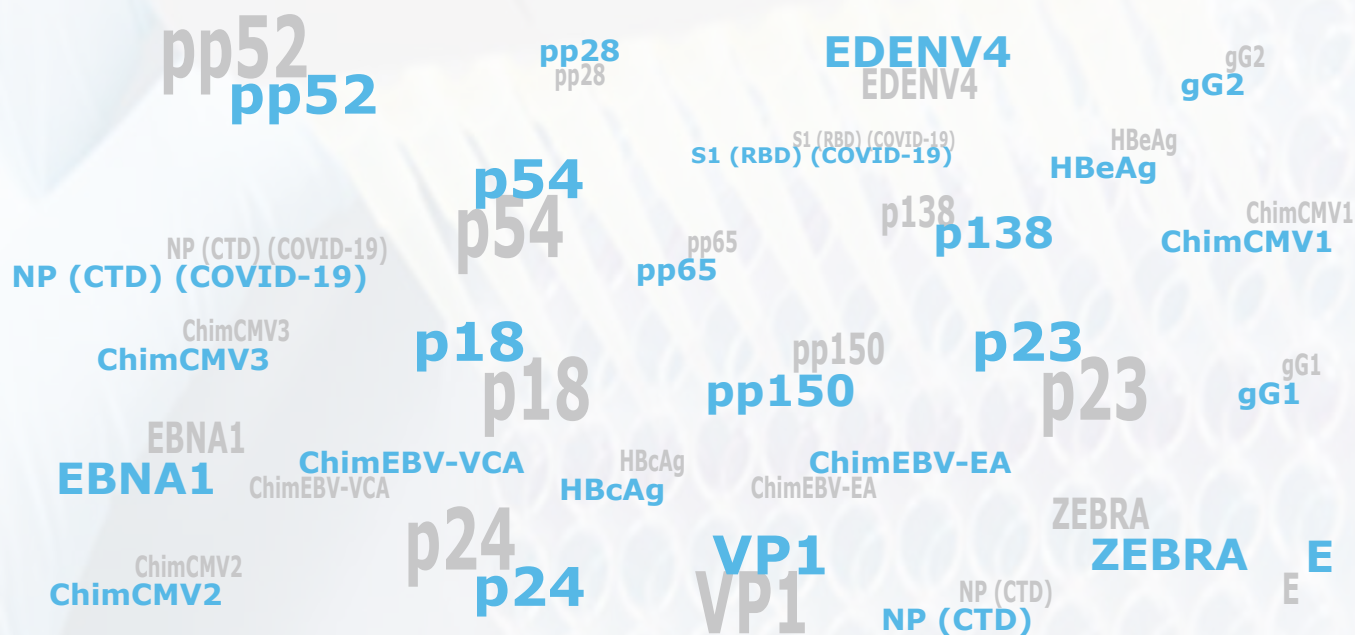 pp52
pp52
pp28
pp28
EDENV4
EDENV4
gG2
gG2
p54
p54
S1 (RBD) (COVID-19)
S1 (RBD) (COVID-19)
HBeAg
HBeAg
NP (CTD) (COVID-19)
NP (CTD) (COVID-19)
pp65
pp65
p138
p138
ChimCMV1
ChimCMV1
ChimCMV3
ChimCMV3
p18
p18
pp150
pp150
p23
p23
gG1
gG1
EBNA1
EBNA1
ChimEBV-VCA
ChimEBV-VCA
HBcAg
HBcAg
ChimEBV-EA
ChimEBV-EA
ZEBRA
ZEBRA
ChimCMV2
ChimCMV2
p24
p24
VP1
VP1
NP (CTD)
NP (CTD)
E
E